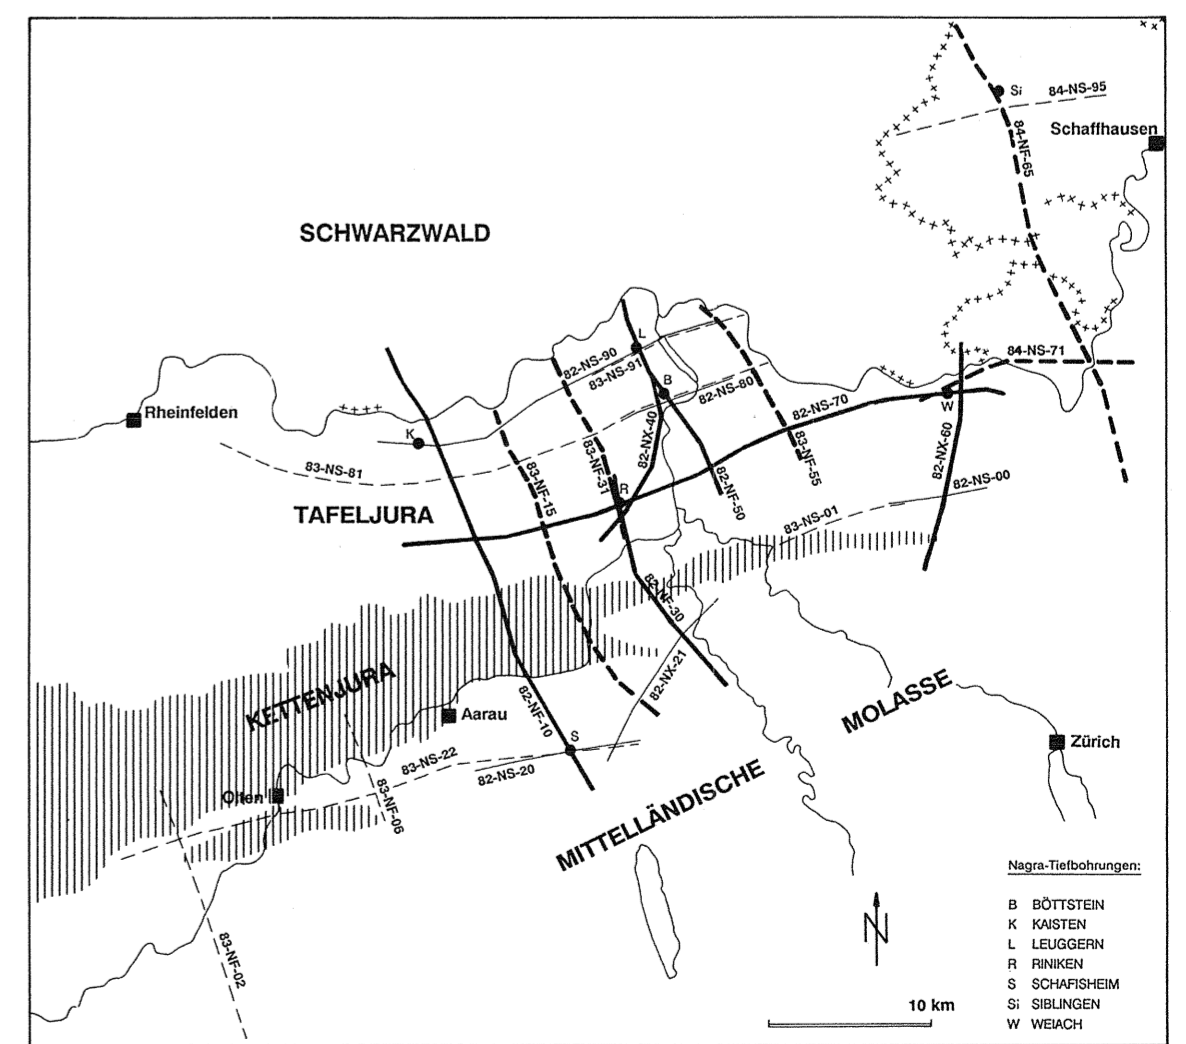 Si
84-NS-95
Schaffhausen
84-NF-65
SCHWARZWALD
L
82-NS-90
83-NS-91
84-NS-71
B
82-NS-80
W
Rheinfelden
82-NS-70
K
82-NX-40
83-NF-31
83-NF-55
82-NX-60
83-NS-81
83-NF-15
R
82-NF-50
82-NS-00
TAFELJURA
83-NS-01
82-NF-30
82-NX-21
KETTENJURA
82-NF-10
MOLASSE
Aarau
S
Zürich
83-NS-22
82-NS-20
Olten
83-NF-06
MITTELLÄNDISCHE
83-NF-02
N
10 km
Nagra-Tiefbohrungen:
B BÖTTSTEIN
K KAISTEN
L LEUGGERN
R RINIKEN
S SCHAFISHEIM
Si SIBLINGEN
W WEIACH